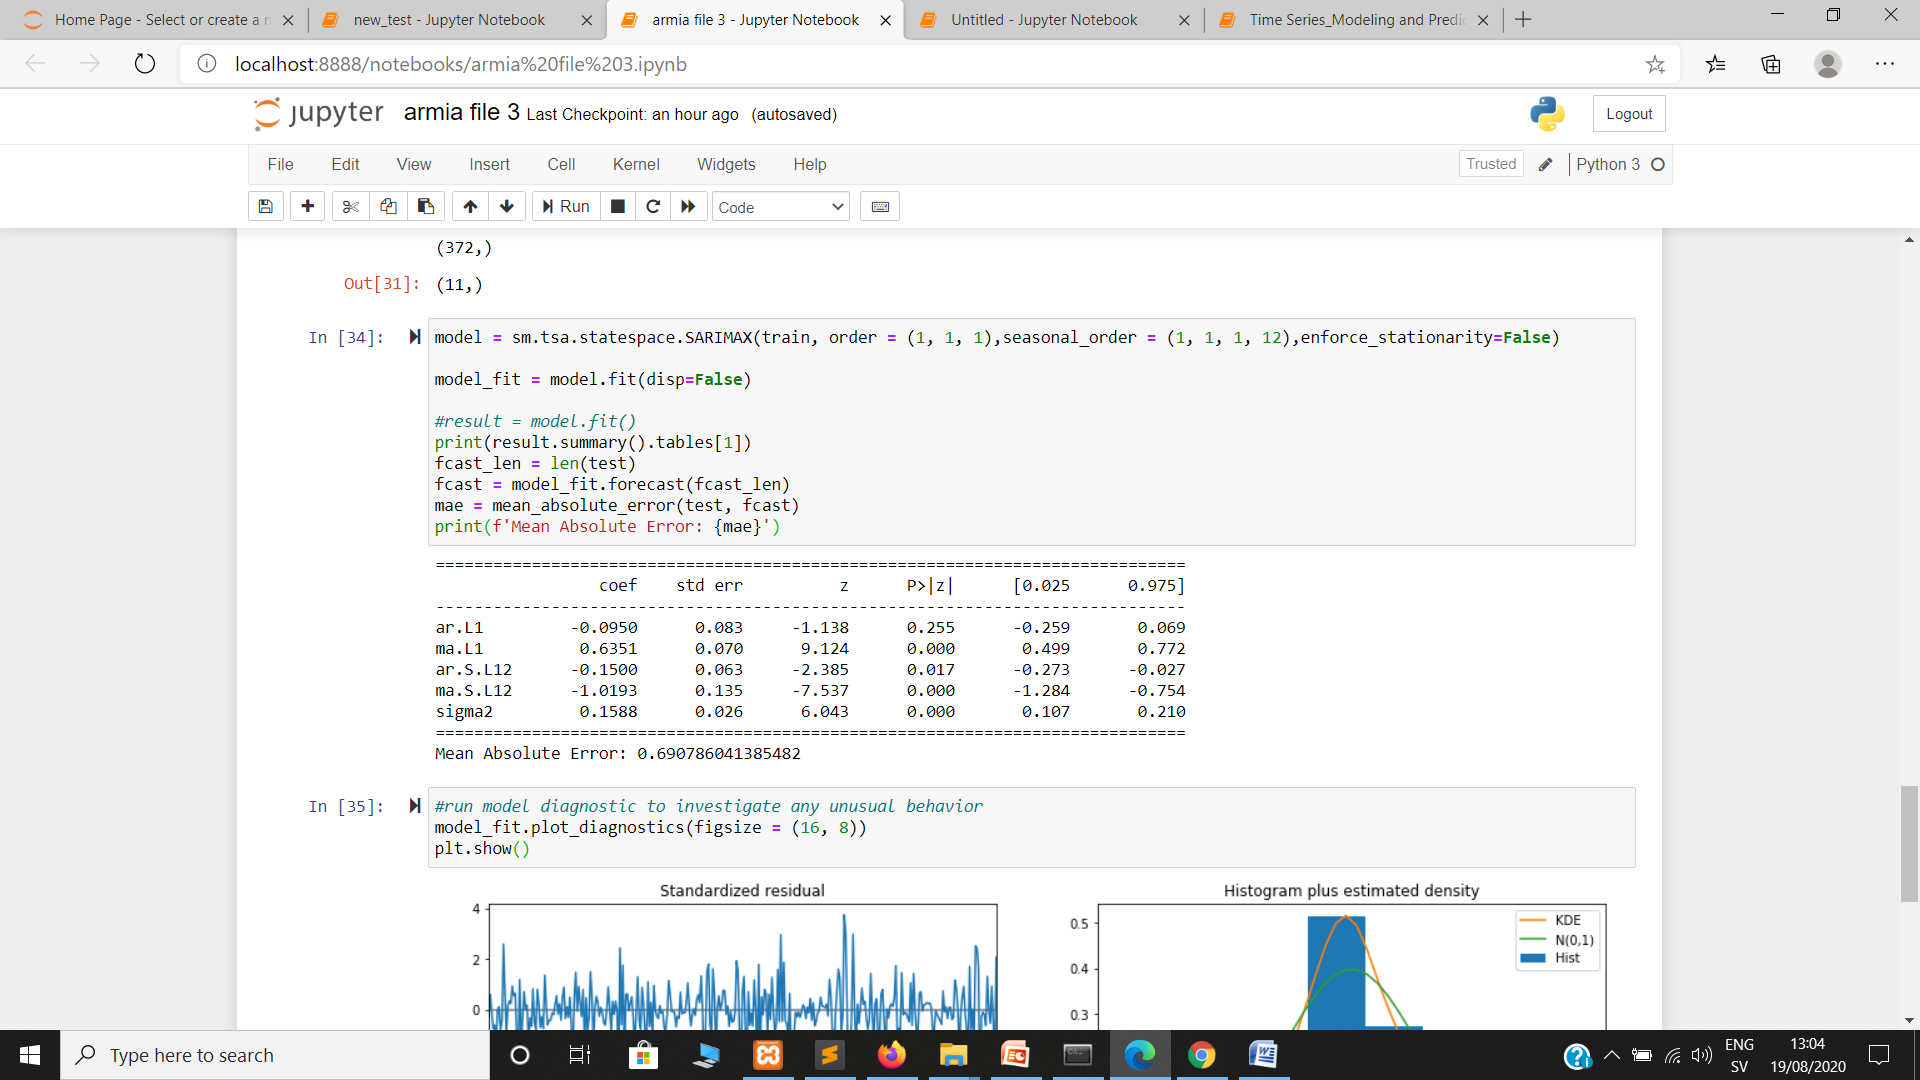 Home Page - Select or create a n
new_test - Jupyter Notebook
armia file 3 - Jupyter Notebook
Untitled - Jupyter Notebook
Time Series_Modeling and Predic
localhost:8888/notebooks/armia%20file%203.ipynb
jupyter armia file 3 Last Checkpoint: an hour ago (autosaved)
Logout
File Edit View Insert Cell Kernel Widgets Help
Trusted
Python 3
Run
Code
(372,)
Out[31]: (11,)
In [34]: model = sm.tsa.statespace.SARIMAX(train, order = (1, 1, 1),seasonal_order = (1, 1, 1, 12),enforce_stationarity=False)
model_fit = model.fit(disp=False)
#result = model.fit()
print(result.summary().tables[1])
fcast_len = len(test)
fcast = model_fit.forecast(fcast_len)
mae = mean_absolute_error(test, fcast)
print(f'Mean Absolute Error: {mae}')
==============================================================================
coef std err z P>|z| [0.025 0.975]
------------------------------------------------------------------------------
ar.L1 -0.0950 0.083 -1.138 0.255 -0.259 0.069
ma.L1 0.6351 0.070 9.124 0.000 0.499 0.772
ar.S.L12 -0.1500 0.063 -2.385 0.017 -0.273 -0.027
ma.S.L12 -1.0193 0.135 -7.537 0.000 -1.284 -0.754
sigma2 0.1588 0.026 6.043 0.000 0.107 0.210
==============================================================================
Mean Absolute Error: 0.690786041385482
In [35]: #run model diagnostic to investigate any unusual behavior
model_fit.plot_diagnostics(figsize = (16, 8))
plt.show()
Standardized residual
4
2
0
Histogram plus estimated density
0.5
0.4
0.3
KDE
N(0,1)
Hist
Type here to search
ENG
SV
13:04
19/08/2020